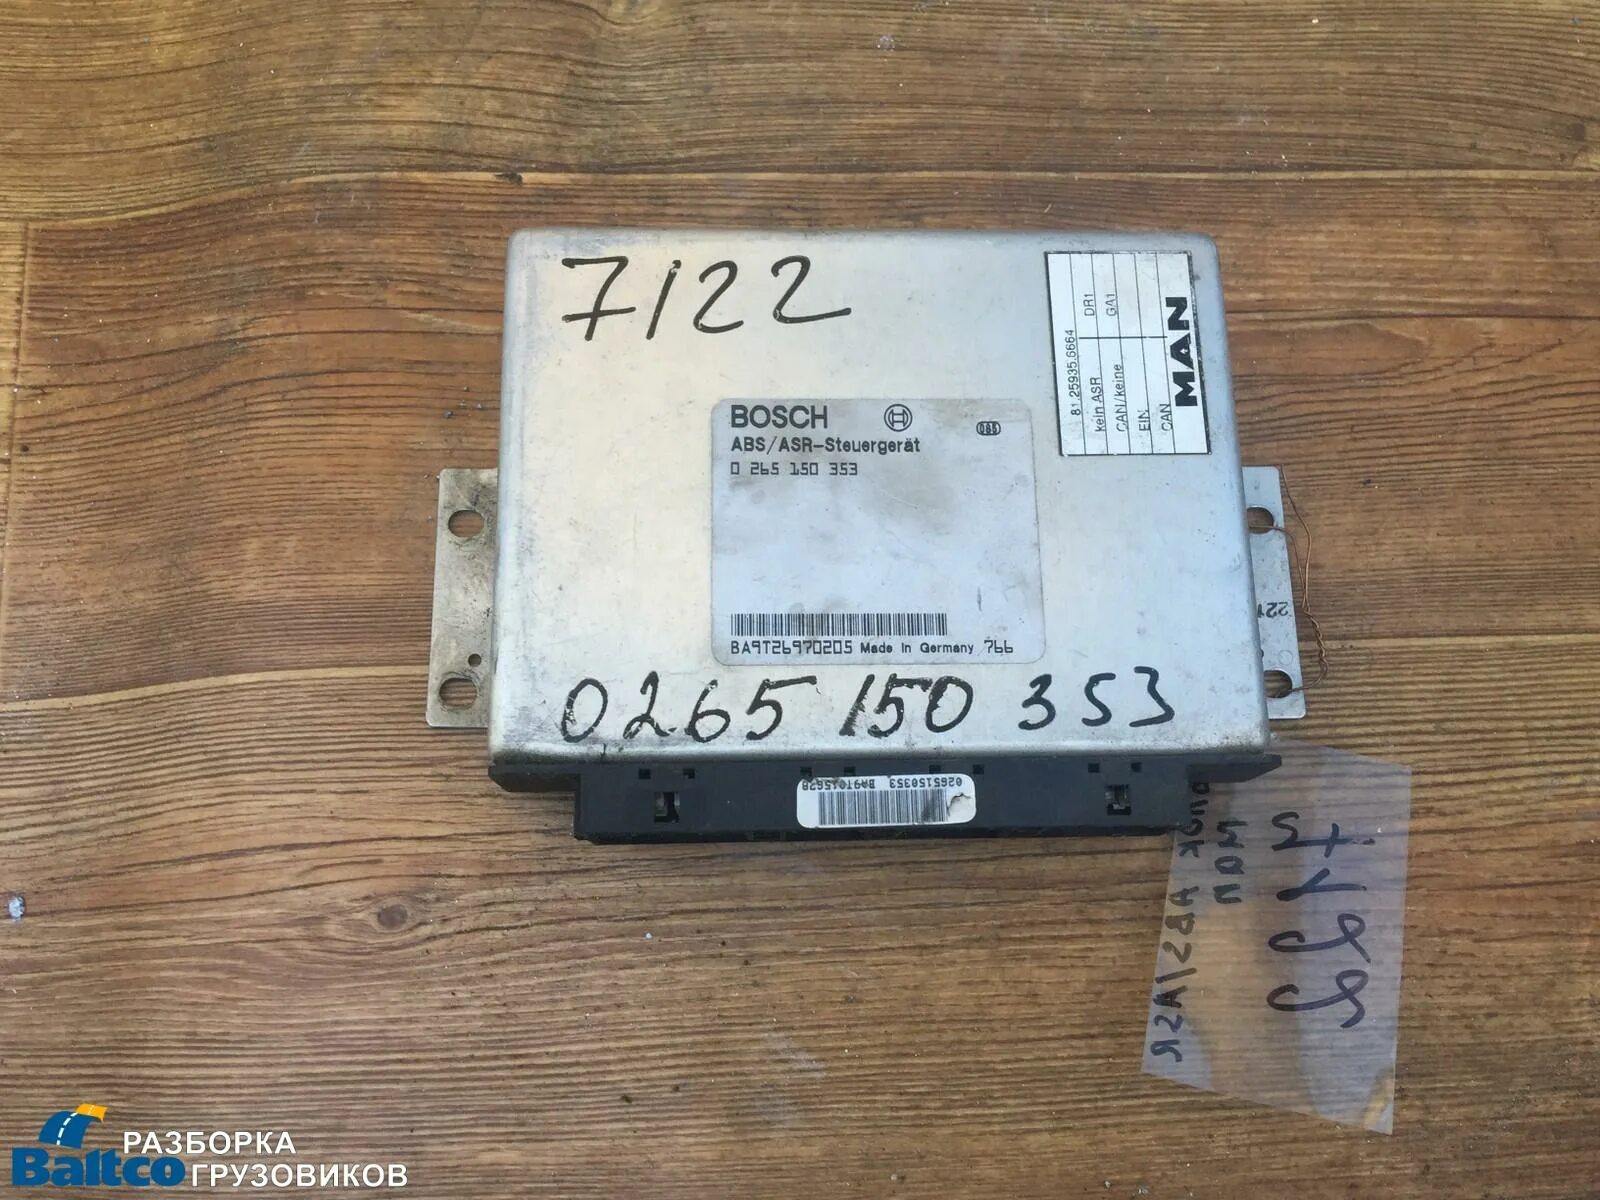 7122
81.25935.6664
kein ASR DR1
CAN/keine GA1
EIN
CAN
MAN
BOSCH
065
ABS/ASR-Steuergerät
0 265 150 353
BA9T26970205 Made in Germany 766
0265 150 353
0265150353
Baltco
РАЗБОРКА
ГРУЗОВИКОВ